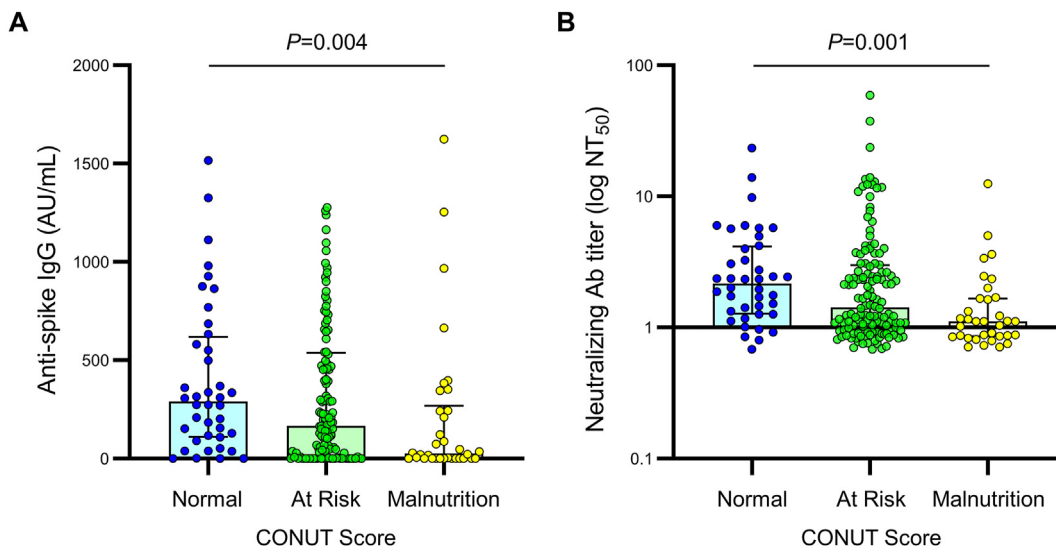 A
P=0.004
Anti-spike IgG (AU/mL)
2000
1500
1000
500
0
Normal
At Risk
Malnutrition
CONUT Score
B
P=0.001
Neutralizing Ab titer (log NT50)
100
10
1
0.1
Normal
At Risk
Malnutrition
CONUT Score